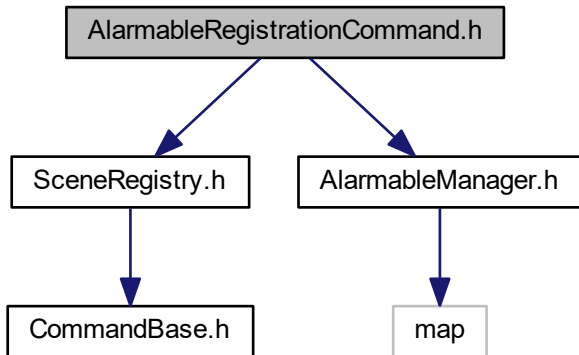 AlarmableRegistrationCommand.h
SceneRegistry.h
AlarmableManager.h
CommandBase.h
map